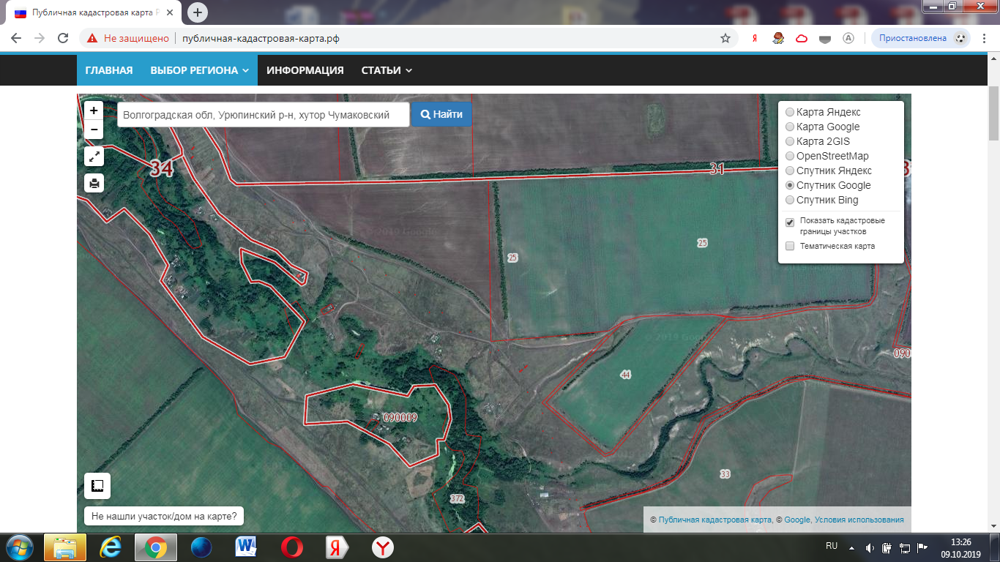 Публичная кадастровая карта Р
Не защищено
публичная-кадастровая-карта.рф
Я
A
Приостановлена
ГЛАВНАЯ
ВЫБОР РЕГИОНА
ИНФОРМАЦИЯ
СТАТЬИ
+
−
Волгоградская обл, Урюпинский р-н, хутор Чумаковский
Найти
Карта Яндекс
Карта Google
Карта 2GIS
OpenStreetMap
Спутник Яндекс
Спутник Google
Спутник Bing
Показать кадастровые
границы участков
Тематическая карта
34
31
25
25
© 2019 Google
44
090
090009
33
372
Не нашли участок/дом на карте?
© Публичная кадастровая карта, © Google, Условия использования
RU
13:26
09.10.2019